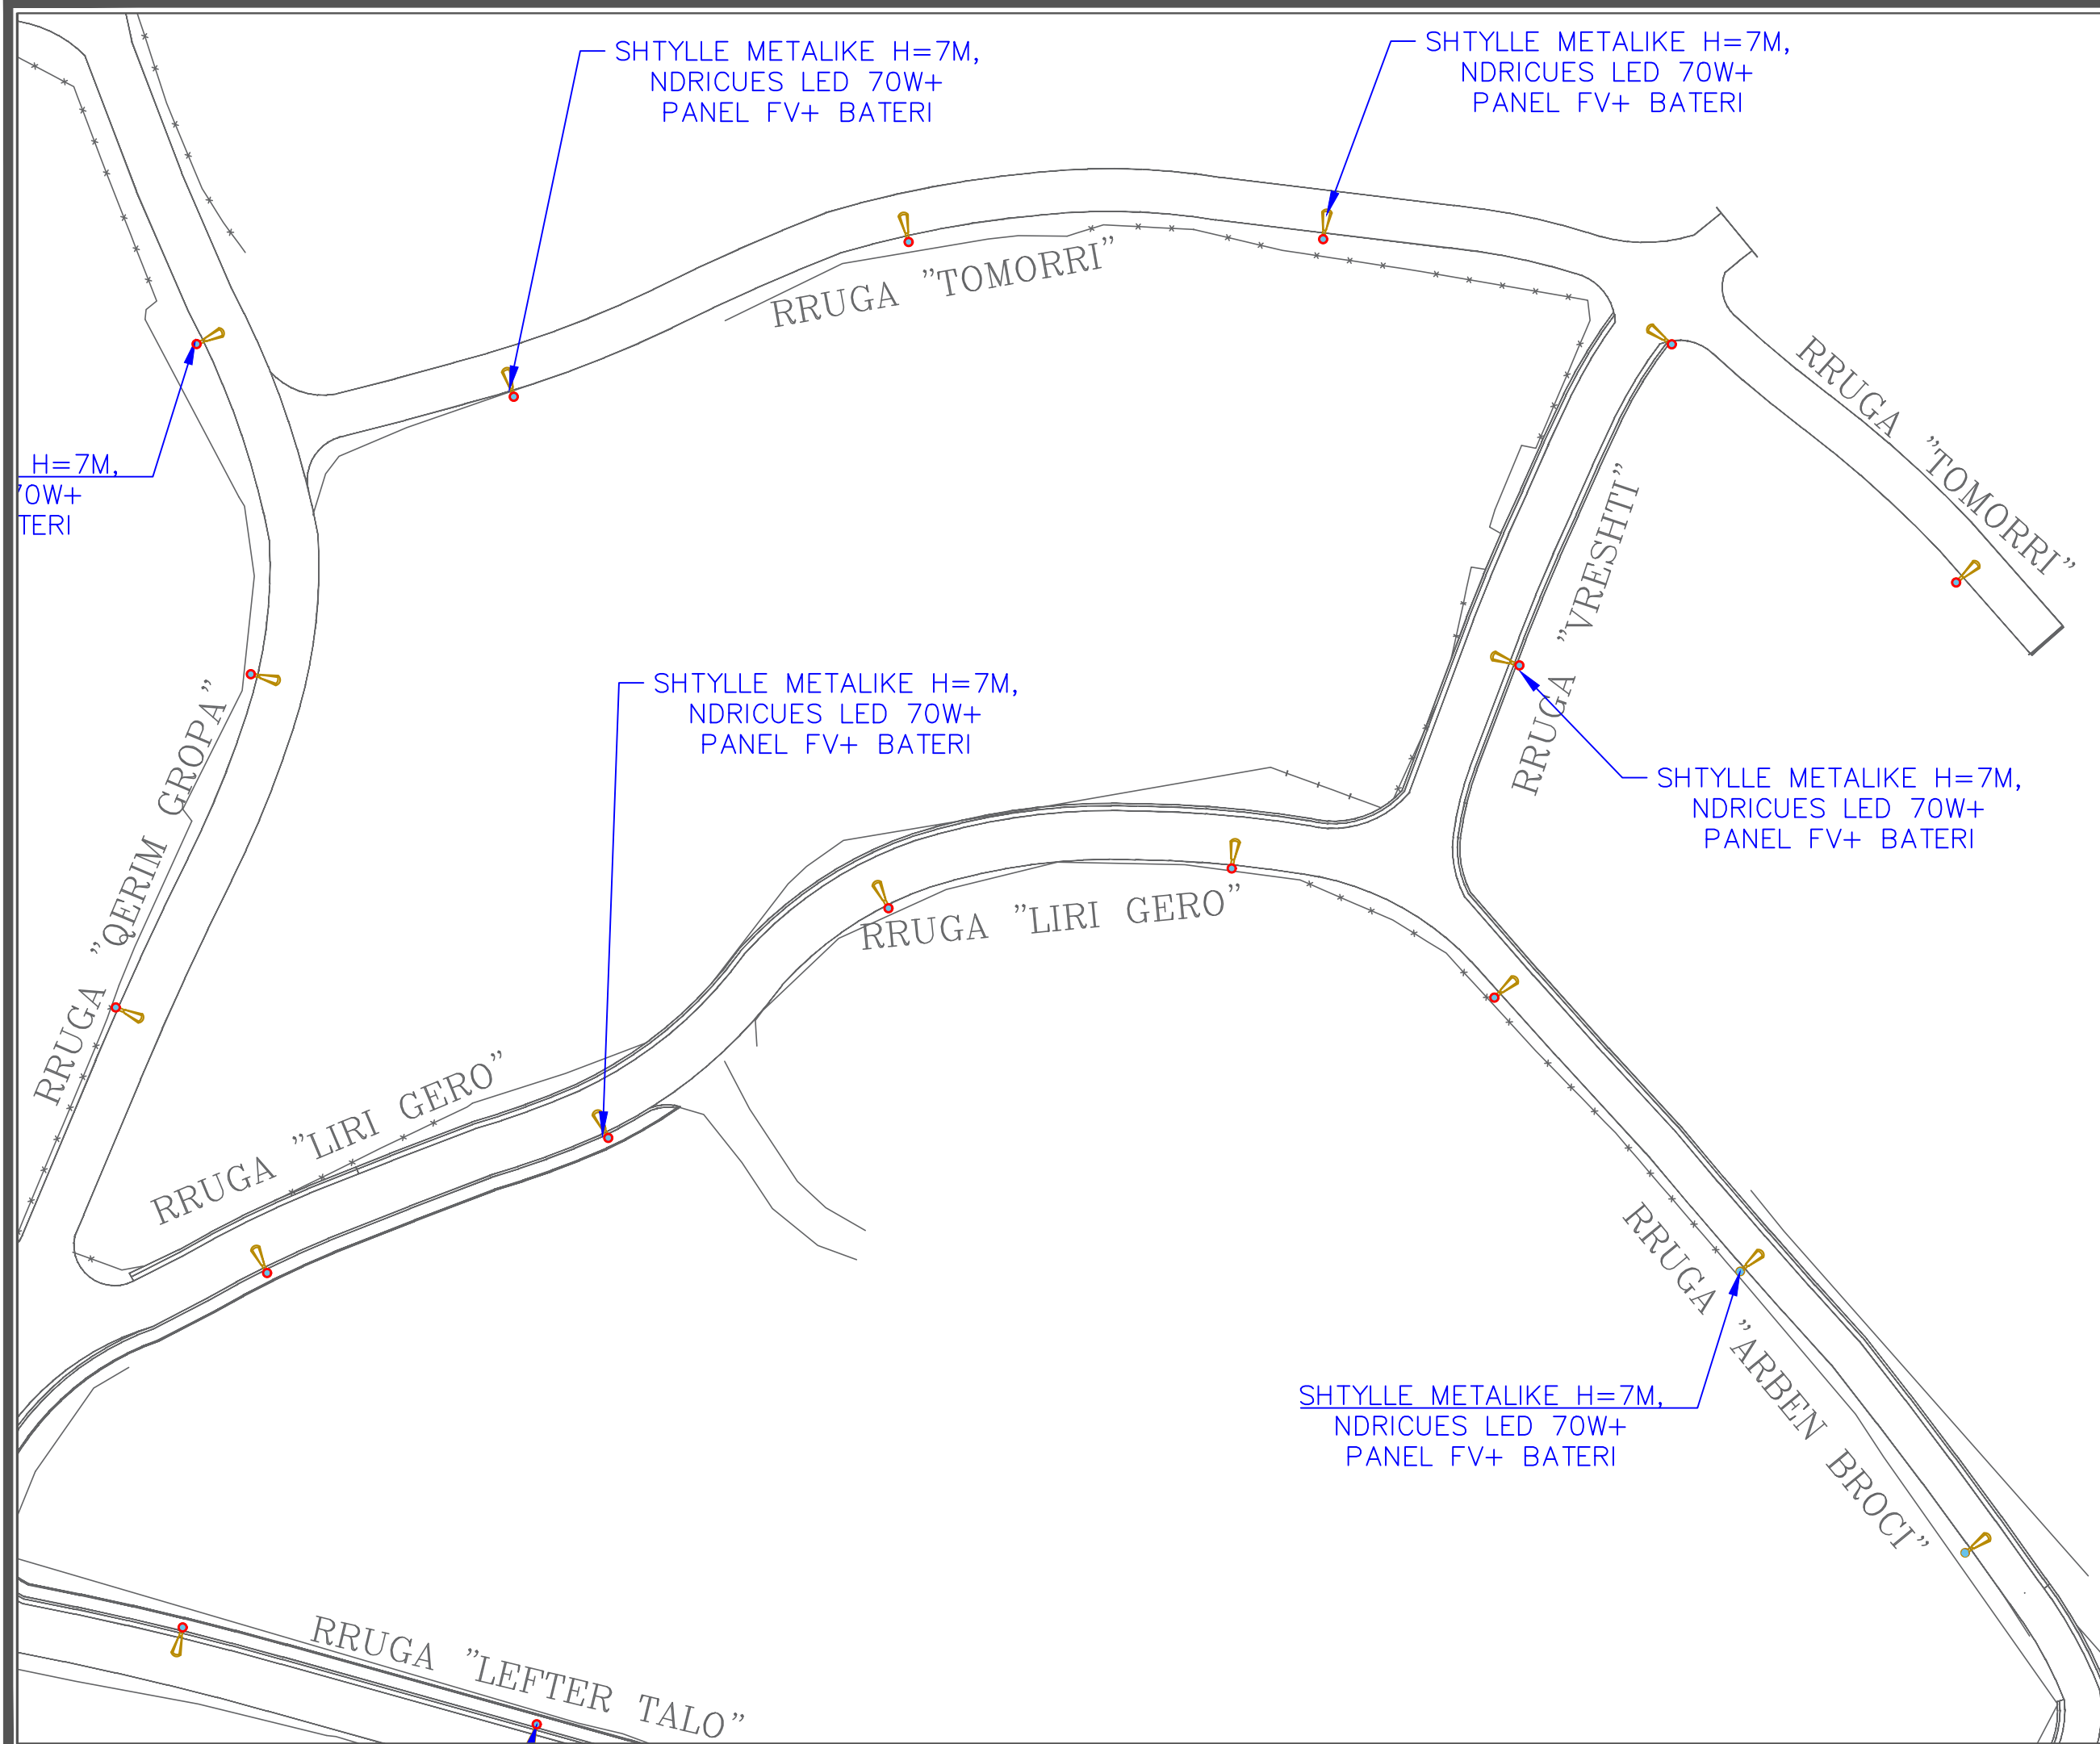 SHTYLLE METALIKE H=7M,
NDRICUES LED 70W+
PANEL FV+ BATERI
SHTYLLE METALIKE H=7M,
NDRICUES LED 70W+
PANEL FV+ BATERI
RRUGA "TOMORRI"
RRUGA "TOMORRI"
H=7M,
70W+
TERI
RRUGA "VRESHTI"
SHTYLLE METALIKE H=7M,
NDRICUES LED 70W+
PANEL FV+ BATERI
RRUGA "QERIM GROPA"
SHTYLLE METALIKE H=7M,
NDRICUES LED 70W+
PANEL FV+ BATERI
RRUGA "LIRI GERO"
RRUGA "LIRI GERO"
RRUGA "ARBEN BROCI"
SHTYLLE METALIKE H=7M,
NDRICUES LED 70W+
PANEL FV+ BATERI
RRUGA "LEFTER TALO"